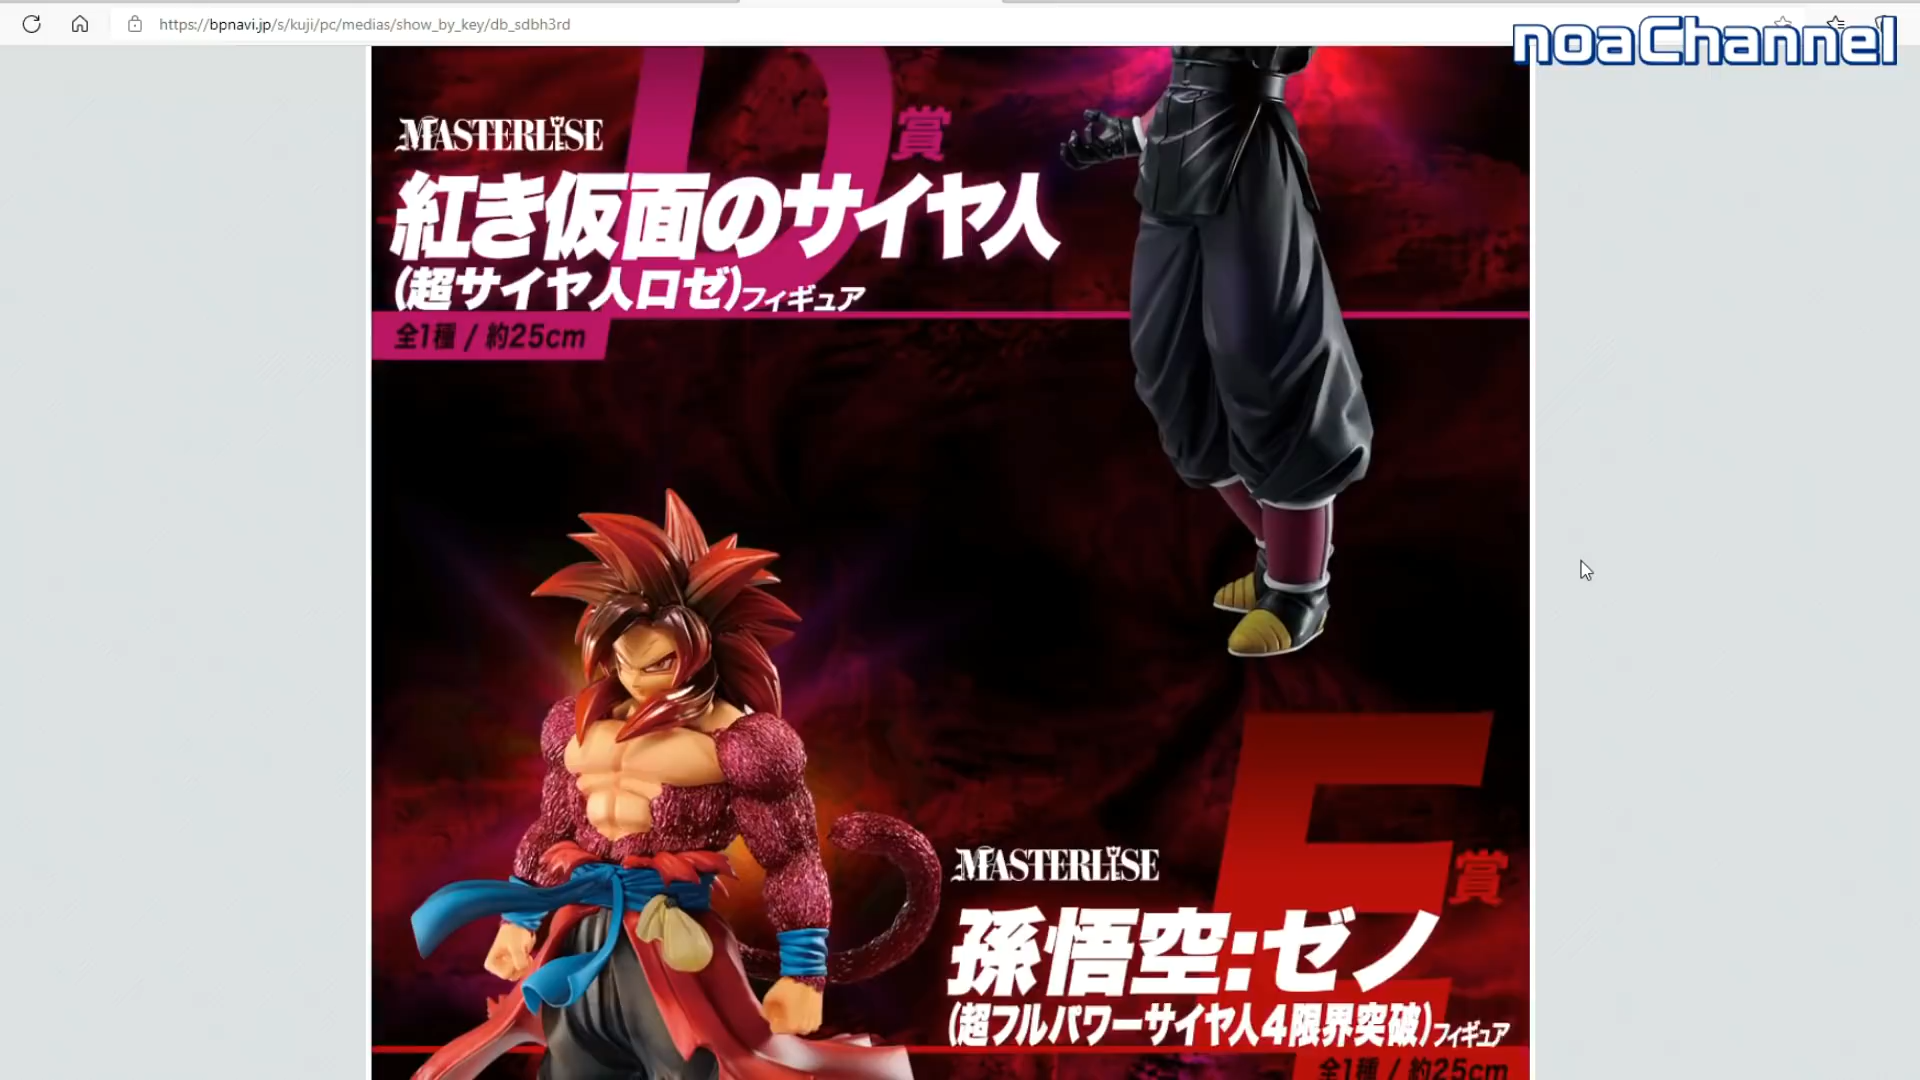 https://bpnavi.jp/s/kuji/pc/medias/show_by_key/db_sdbh3rd
noaChannel
D賞
MASTERLISE
紅き仮面のサイヤ人
(超サイヤ人ロゼ)フィギュア
全1種 / 約25cm
E賞
MASTERLISE
孫悟空:ゼノ
(超フルパワーサイヤ人4限界突破)フィギュア
全1種 / 約25cm